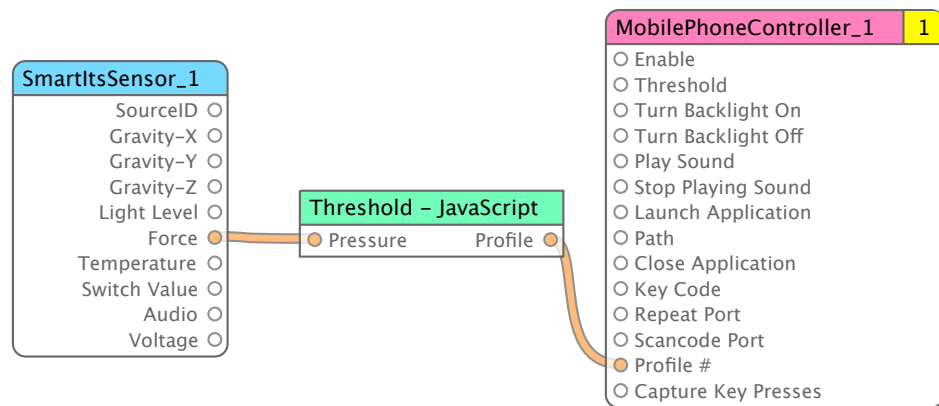 SmartItsSensor_1
SourceID
Gravity-X
Gravity-Y
Gravity-Z
Light Level
Force
Temperature
Switch Value
Audio
Voltage
Threshold - JavaScript
Pressure Profile
MobilePhoneController_1 1
Enable
Threshold
Turn Backlight On
Turn Backlight Off
Play Sound
Stop Playing Sound
Launch Application
Path
Close Application
Key Code
Repeat Port
Scancode Port
Profile #
Capture Key Presses